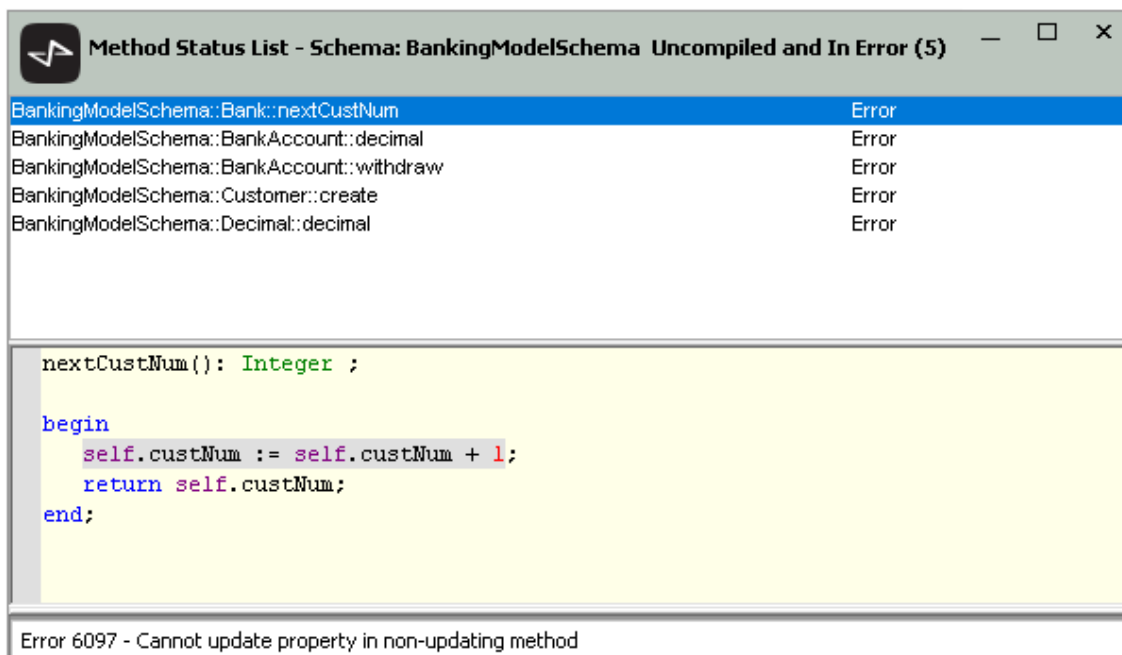 Method Status List - Schema: BankingModelSchema  Uncompiled and In Error (5)
BankingModelSchema::Bank::nextCustNum Error
BankingModelSchema::BankAccount::decimal Error
BankingModelSchema::BankAccount::withdraw Error
BankingModelSchema::Customer::create Error
BankingModelSchema::Decimal::decimal Error
nextCustNum(): Integer ;
begin
self.custNum := self.custNum + 1;
return self.custNum;
end;
Error 6097 - Cannot update property in non-updating method